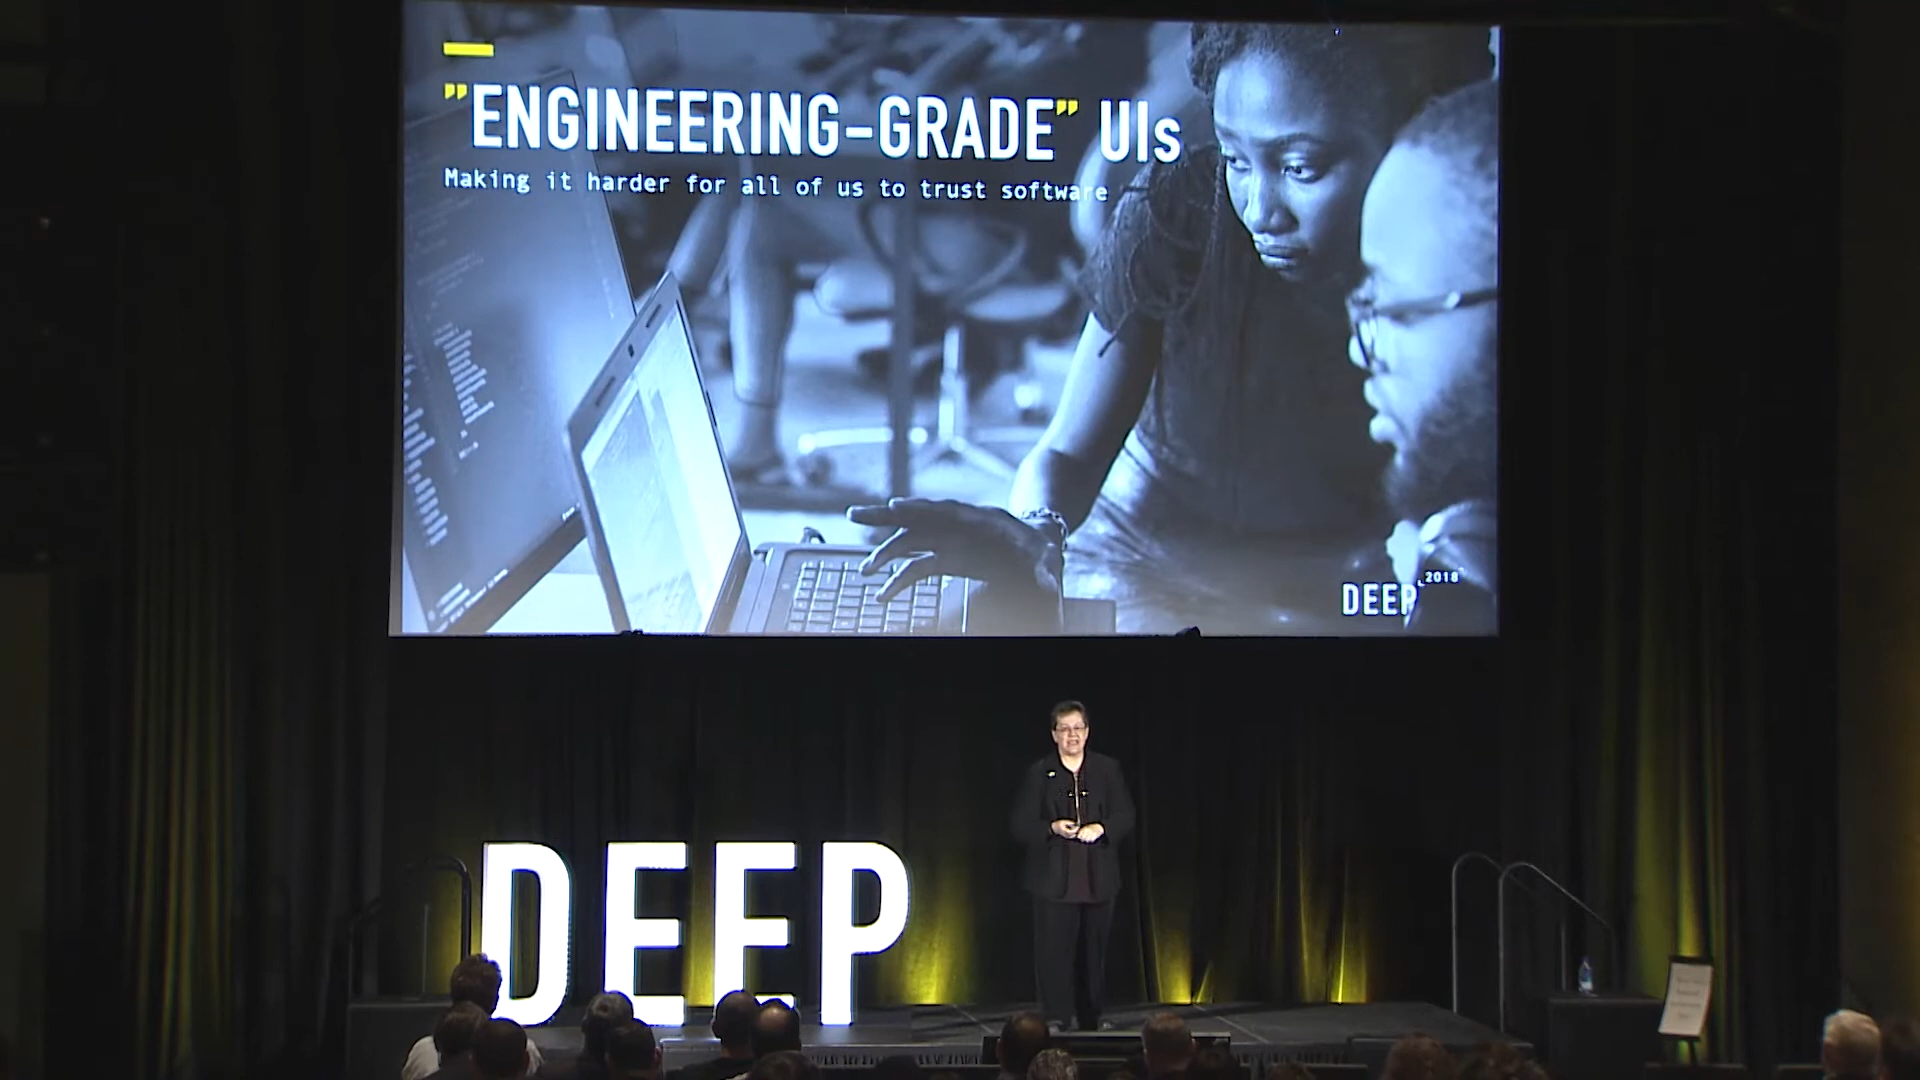 "ENGINEERING-GRADE" UIs
Making it harder for all of us to trust software
DEEP 2018
DEEP